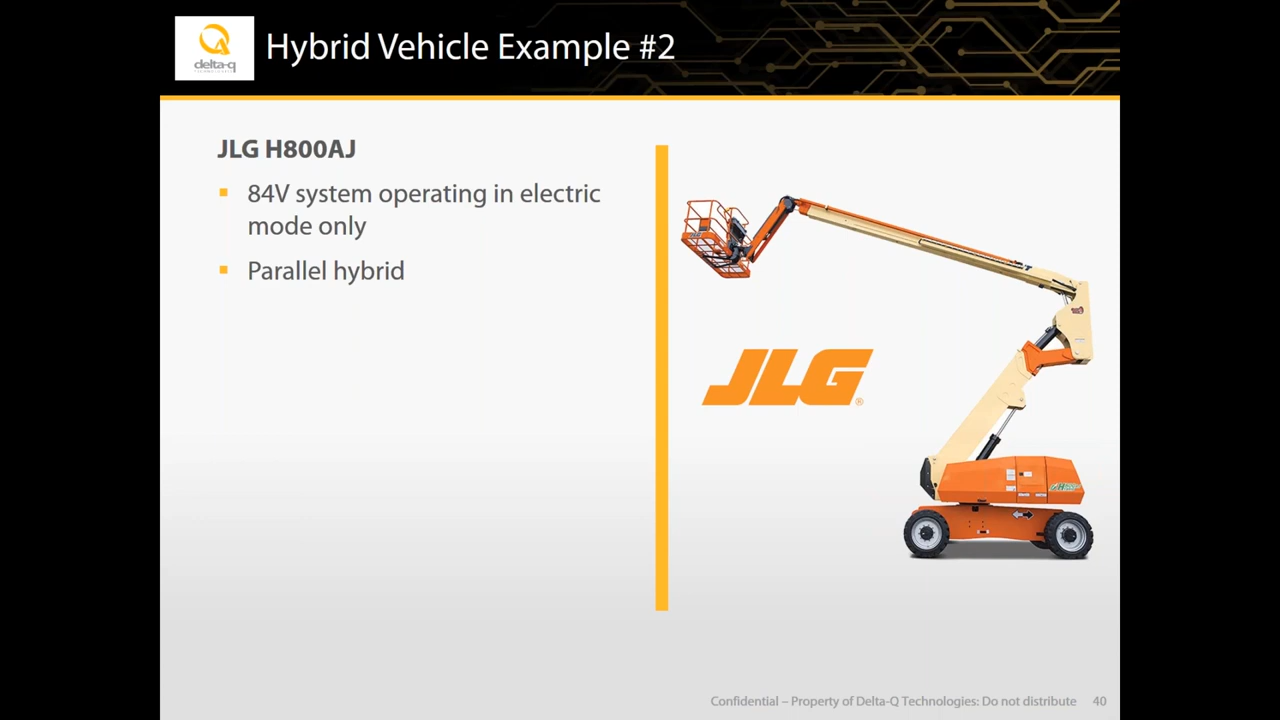 delta-q
TECHNOLOGIES
Hybrid Vehicle Example #2
JLG H800AJ
84V system operating in electric
mode only
Parallel hybrid
JLG®
Confidential – Property of Delta-Q Technologies: Do not distribute 40